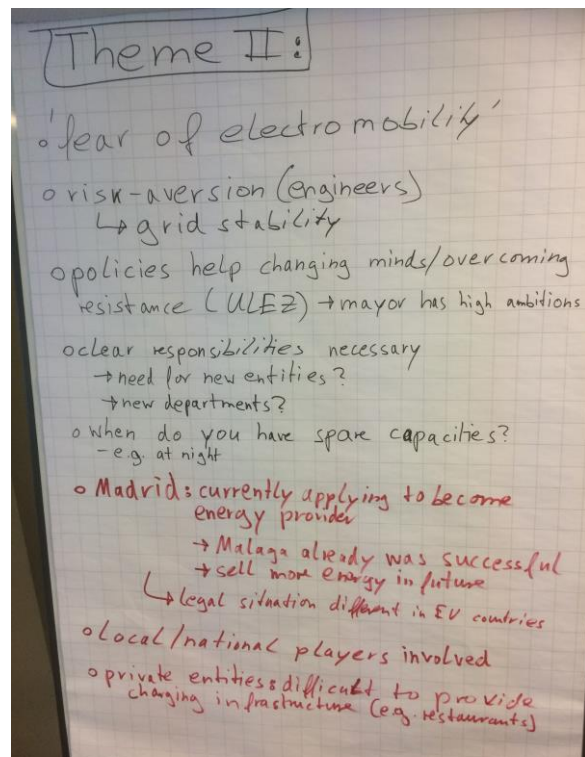 Theme II:
o 'fear of electromobility'
o risk-aversion (engineers)
↳ grid stability
o policies help changing minds/overcoming
resistance (ULEZ) → mayor has high ambitions
o clear responsibilities necessary
→ need for new entities?
→ new departments?
o When do you have spare capacities?
- e.g. at night
o Madrid: currently applying to become
energy provider
→ Malaga already was successful
→ sell more energy in future
↳ legal situation different in EU countries
o local/national players involved
o private entities: difficult to provide
charging infrastructure (e.g. restaurants)